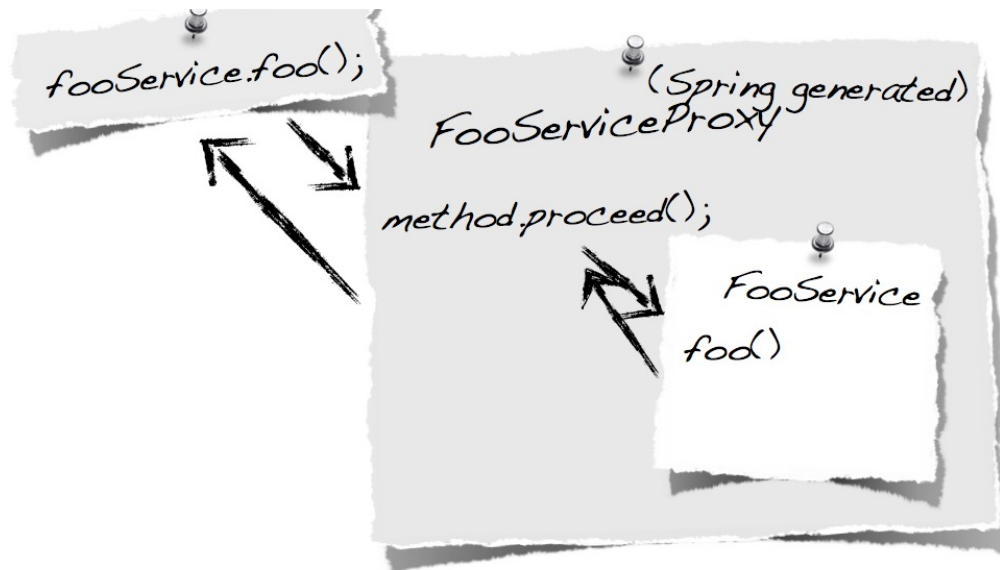 fooService.foo();
(Spring generated)
FooServiceProxy
method.proceed();
FooService
foo()